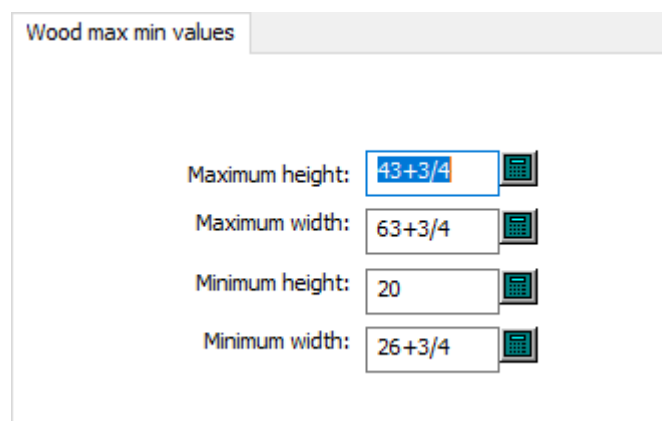 Wood max min values
Maximum height: 43+3/4
Maximum width: 63+3/4
Minimum height: 20
Minimum width: 26+3/4